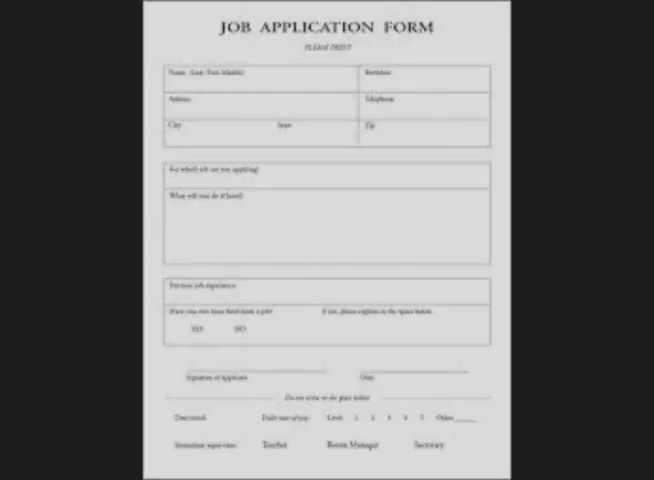 JOB APPLICATION FORM
PLEASE PRINT
Name (Last, First, Middle) Birthdate
Address Telephone
City State Zip
For which job are you applying?
What will you do if hired?
Previous job experience
Have you ever been fired from a job? If yes, please explain in the space below.
YES NO
Signature of applicant Date
Do not write in the space below
Date hired Daily rate of pay: Level 1 2 3 4 5 Other
Immediate supervisor: Teacher Room Manager Secretary